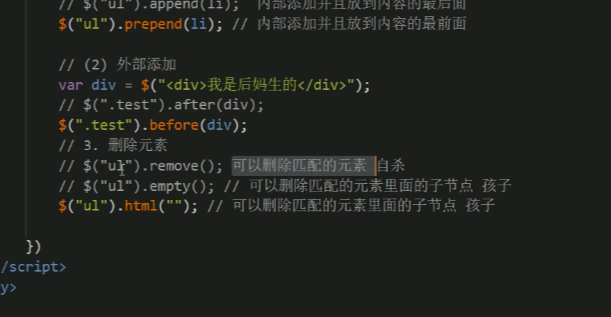 // $("ul").append(li); 内部添加并且放到内容的最后面
$("ul").prepend(li); // 内部添加并且放到内容的最前面
// (2) 外部添加
var div = $("<div>我是后妈生的</div>");
// $(".test").after(div);
$(".test").before(div);
// 3. 删除元素
// $("ul").remove(); 可以删除匹配的元素 自杀
// $("ul").empty(); // 可以删除匹配的元素里面的子节点 孩子
$("ul").html(""); // 可以删除匹配的元素里面的子节点 孩子
})
/script>
y>